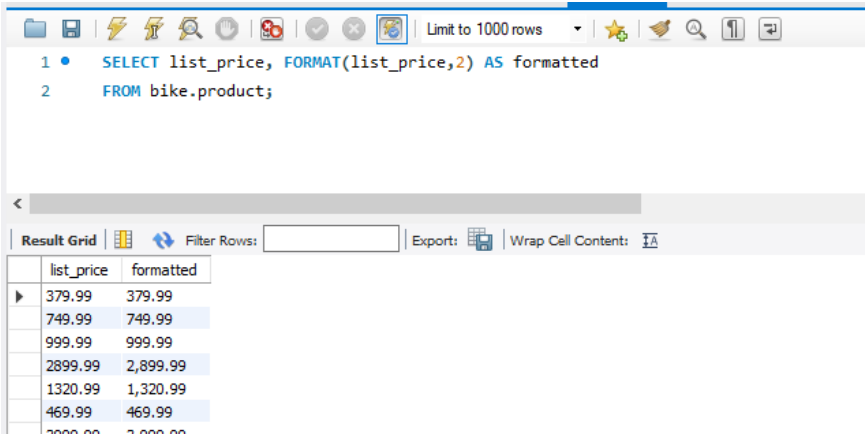 Limit to 1000 rows
1 SELECT list_price, FORMAT(list_price,2) AS formatted
2 FROM bike.product;
Result Grid Filter Rows: Export: Wrap Cell Content:
list_price formatted
379.99 379.99
749.99 749.99
999.99 999.99
2899.99 2,899.99
1320.99 1,320.99
469.99 469.99